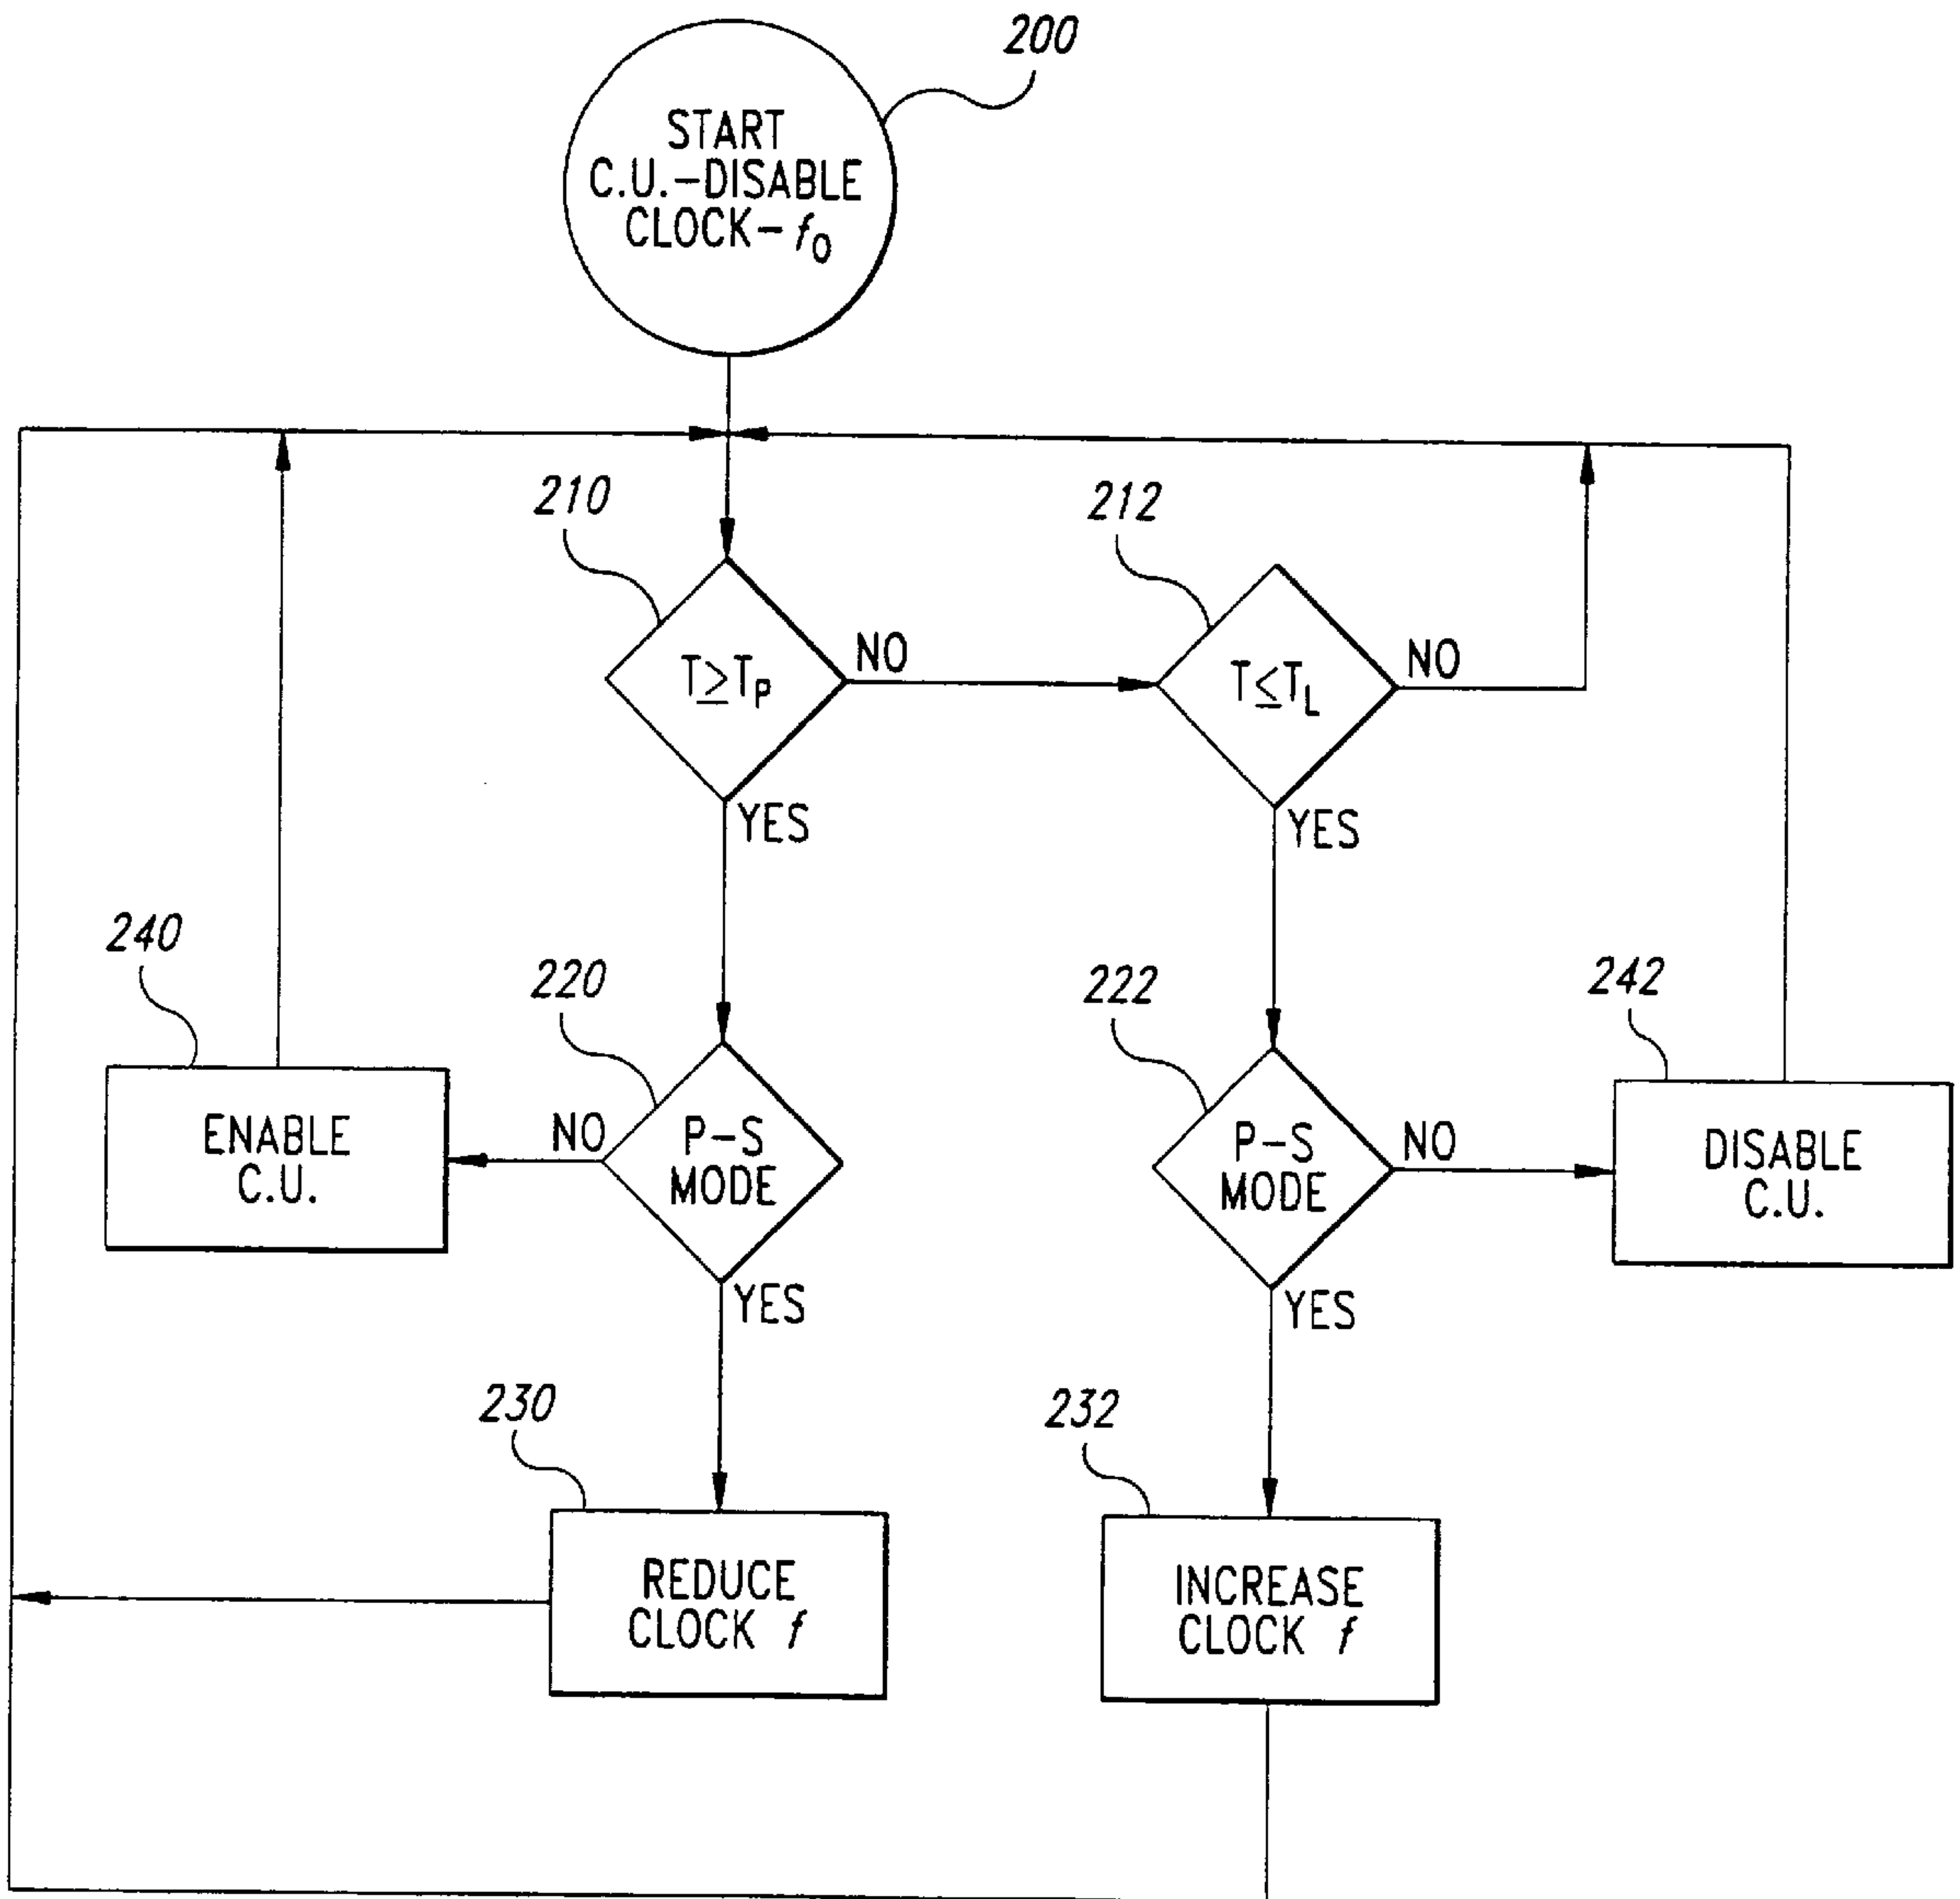 200
START
C.U.-DISABLE
CLOCK-f₀
210
212
T≥Tₚ
NO
T≤T_L
NO
YES
YES
240
220
222
242
ENABLE
C.U.
NO
P-S
MODE
P-S
MODE
NO
DISABLE
C.U.
YES
YES
230
232
REDUCE
CLOCK f
INCREASE
CLOCK f